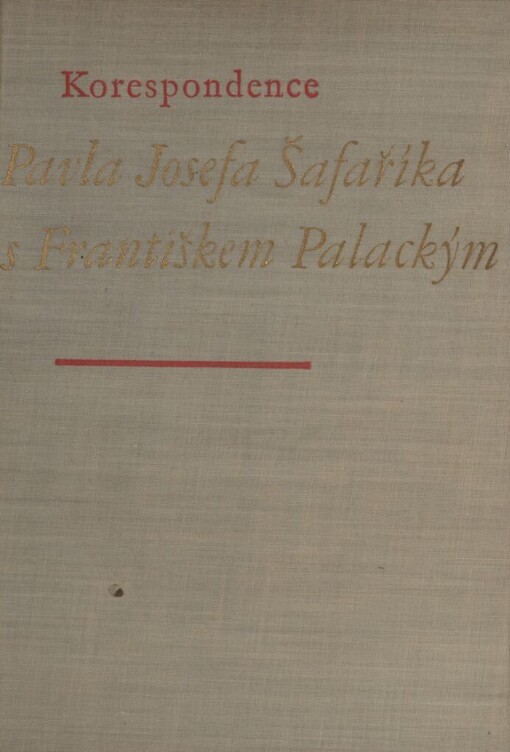 Korespondence
Pavla Josefa Šafaříka
s Františkem Palackým